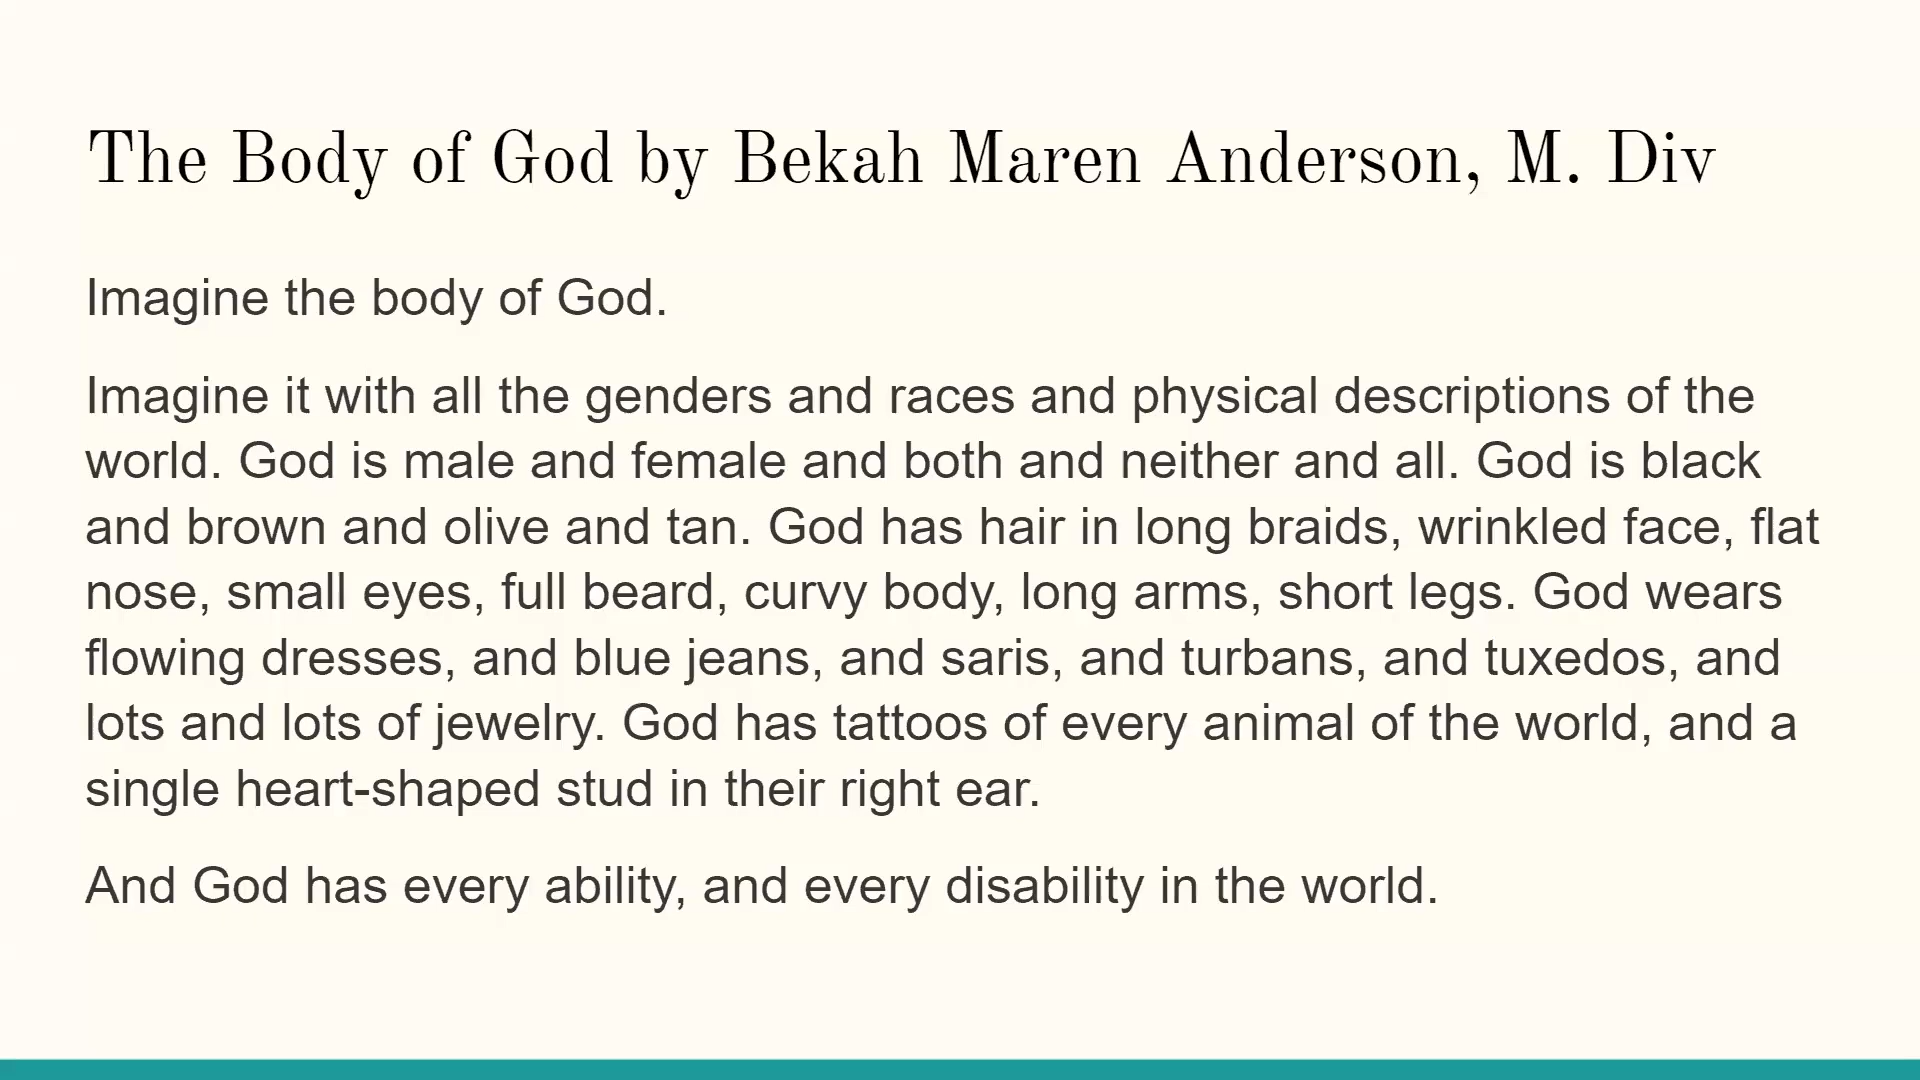 The Body of God by Bekah Maren Anderson, M. Div
Imagine the body of God.
Imagine it with all the genders and races and physical descriptions of the
world. God is male and female and both and neither and all. God is black
and brown and olive and tan. God has hair in long braids, wrinkled face, flat
nose, small eyes, full beard, curvy body, long arms, short legs. God wears
flowing dresses, and blue jeans, and saris, and turbans, and tuxedos, and
lots and lots of jewelry. God has tattoos of every animal of the world, and a
single heart-shaped stud in their right ear.
And God has every ability, and every disability in the world.